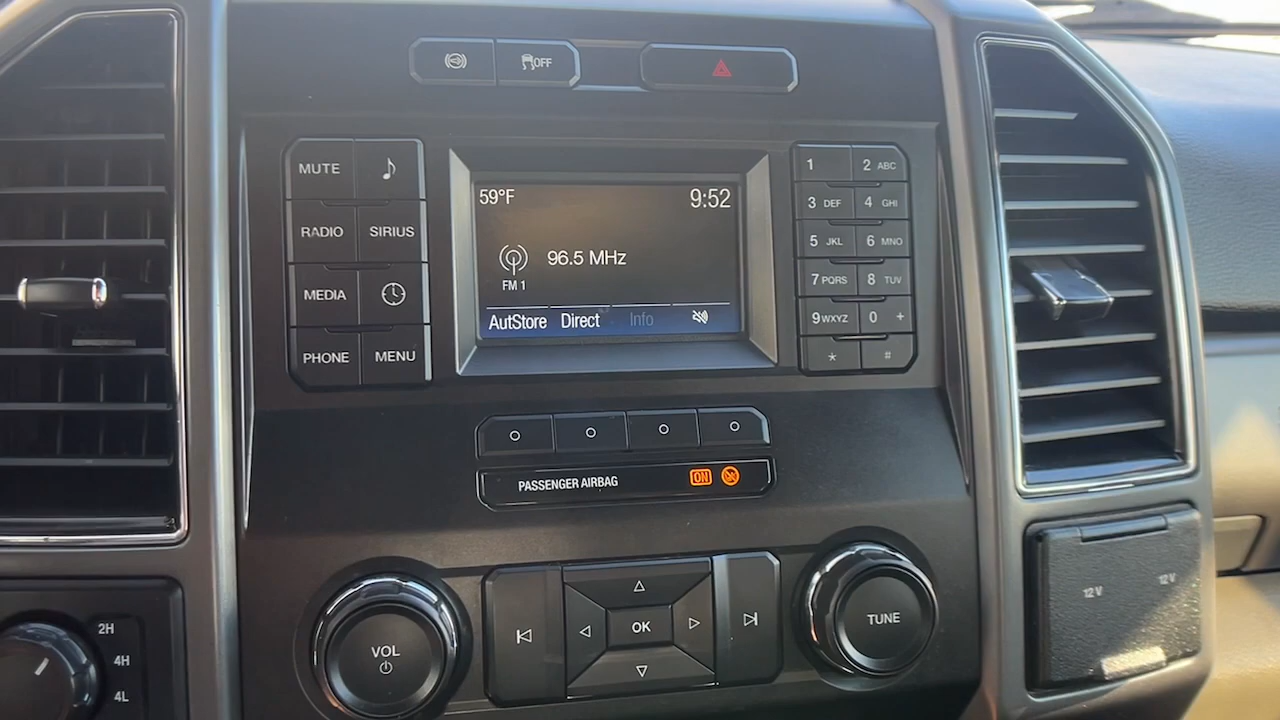 OFF
MUTE
RADIO SIRIUS
MEDIA
PHONE MENU
59°F 9:52
96.5 MHz
FM 1
AutStore Direct Info
1 2 ABC
3 DEF 4 GHI
5 JKL 6 MNO
7 PQRS 8 TUV
9 WXYZ 0 +
* #
PASSENGER AIRBAG ON
VOL
OK
TUNE
2H
4H
4L
12V 12V